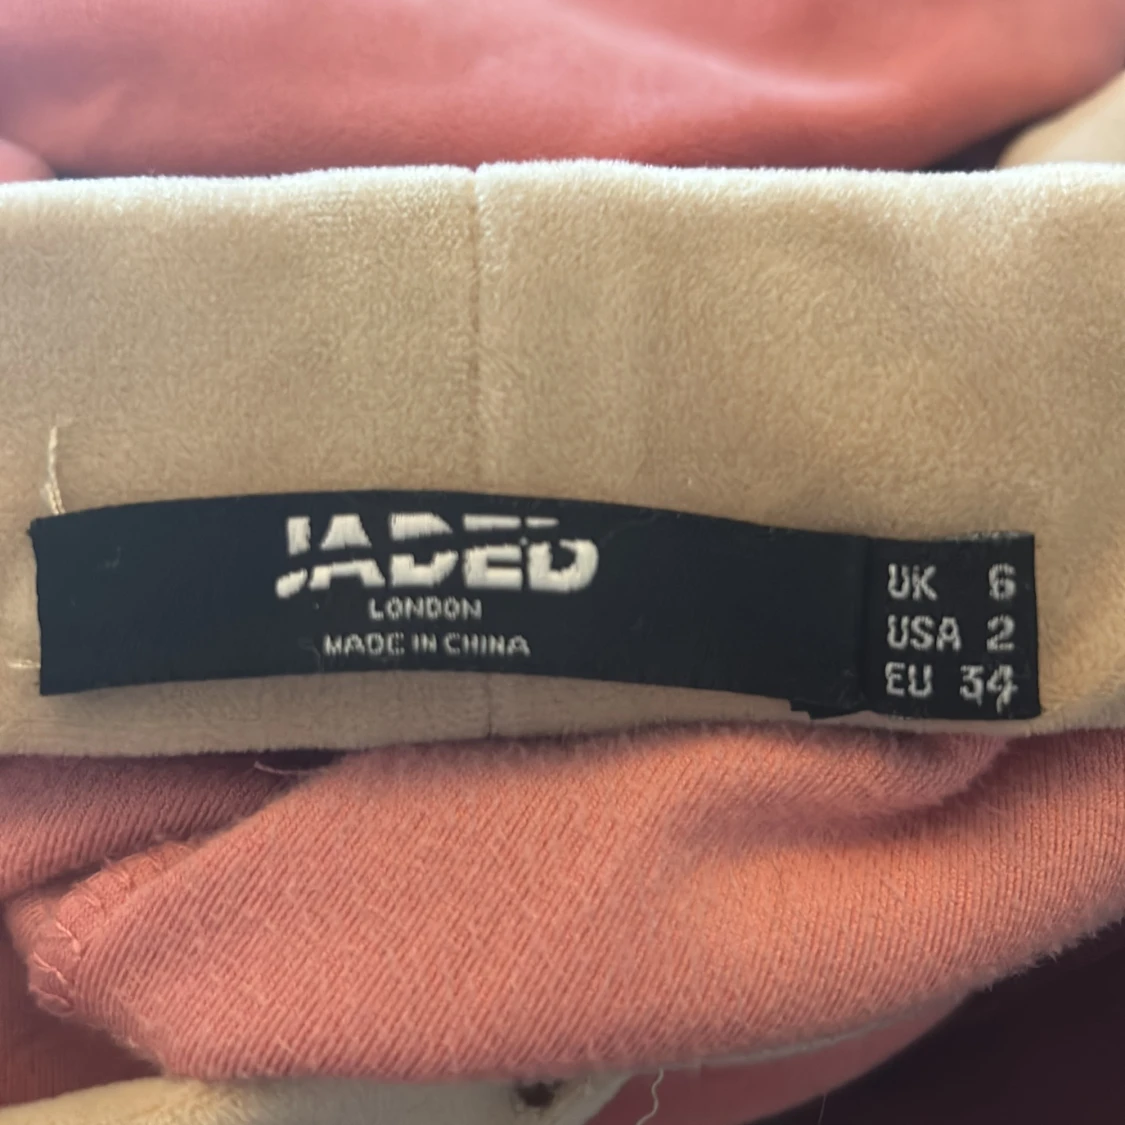 JADED
LONDON
MADE IN CHINA
UK 6
USA 2
EU 34